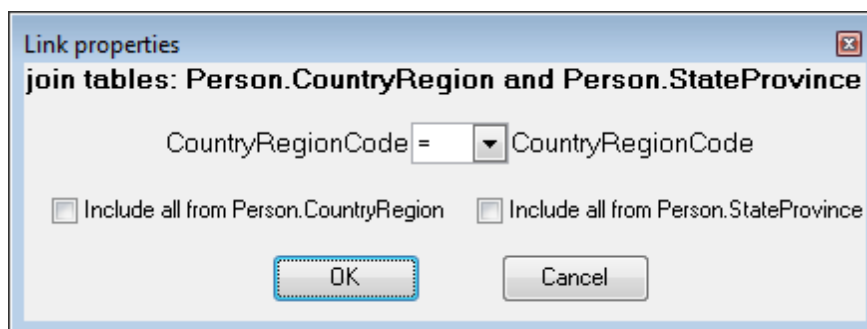 Link properties
join tables: Person.CountryRegion and Person.StateProvince
CountryRegionCode = CountryRegionCode
Include all from Person.CountryRegion Include all from Person.StateProvince
OK Cancel